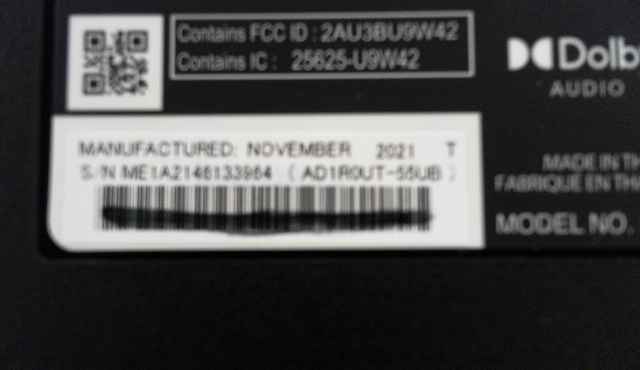 Contains FCC ID : 2AU3BU9W42
Contains IC : 25625-U9W42
Dolb
AUDIO
MANUFACTURED: NOVEMBER 2021 T
S/N ME1A2146133964 ( AD1R0UT-55UB )
MADE IN TH
FABRIQUÉ EN THA
MODEL NO.